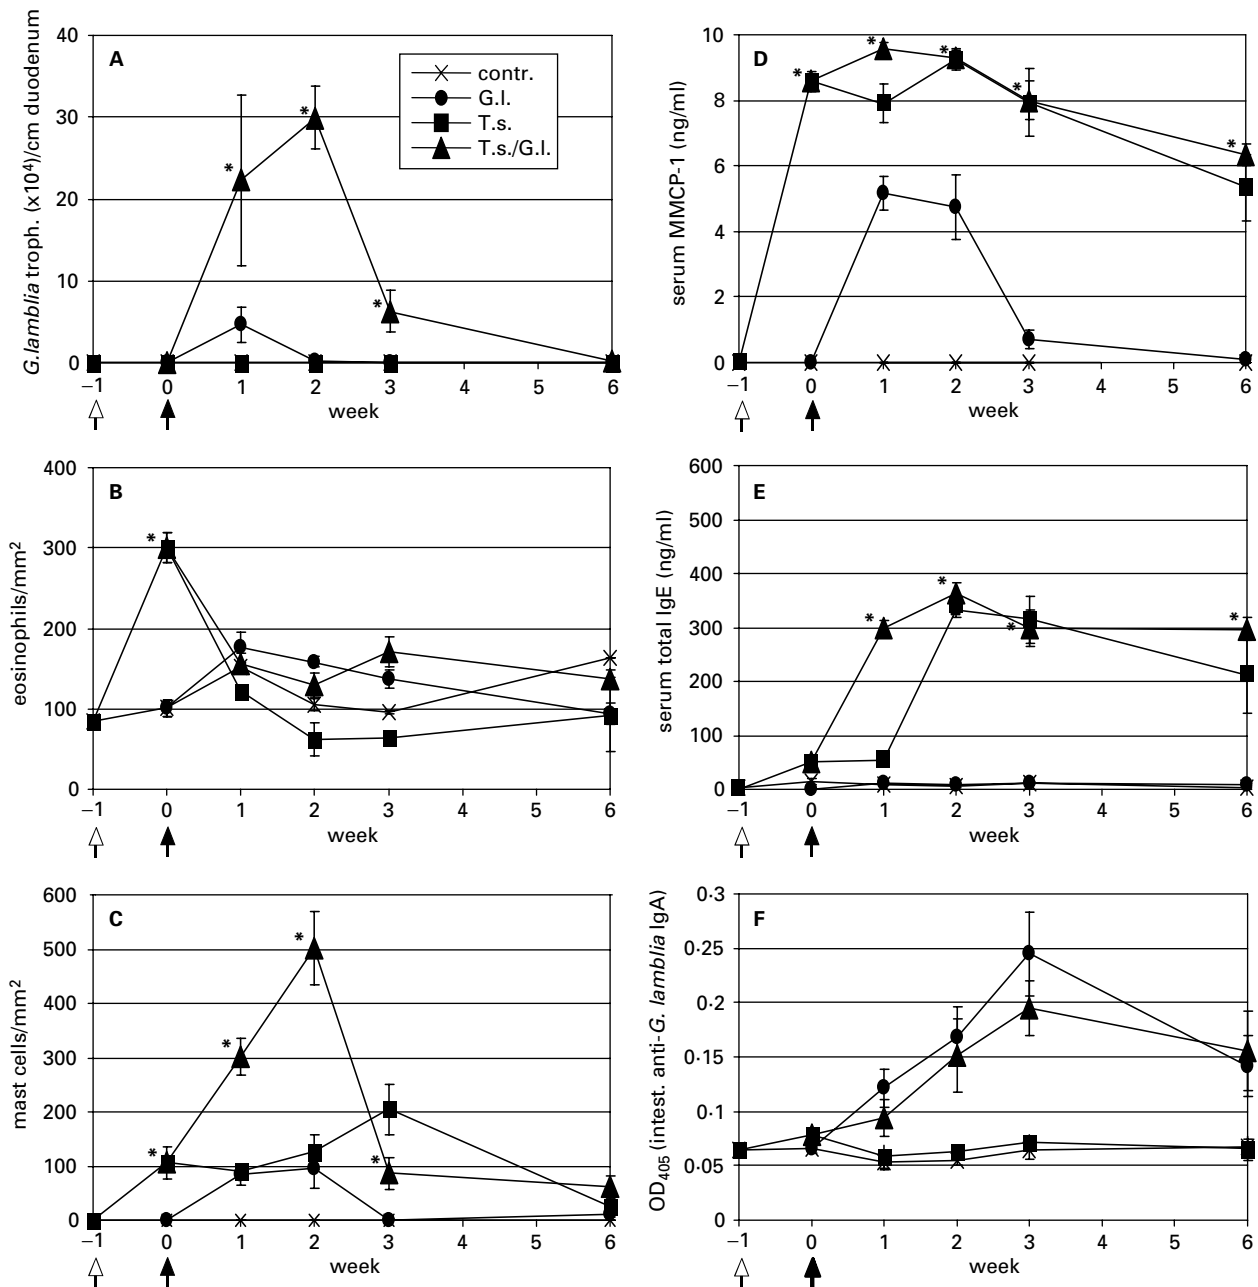 A
G.lamblia troph. (x10⁴)/cm duodenum
40
30
20
10
0
contr.
G.l.
T.s.
T.s./G.l.
*
*
*
–1 0 1 2 3 4 5 6
week
D
serum MMCP-1 (ng/ml)
10
8
6
4
2
0
*
*
*
*
*
–1 0 1 2 3 4 5 6
week
B
eosinophils/mm²
400
300
200
100
0
*
–1 0 1 2 3 4 5 6
week
E
serum total IgE (ng/ml)
600
500
400
300
200
100
0
*
*
*
*
–1 0 1 2 3 4 5 6
week
C
mast cells/mm²
600
500
400
300
200
100
0
*
*
*
*
–1 0 1 2 3 4 5 6
week
F
OD₄₀₅ (intest. anti-G. lamblia IgA)
0·3
0·25
0·2
0·15
0·1
0·05
0
–1 0 1 2 3 4 5 6
week